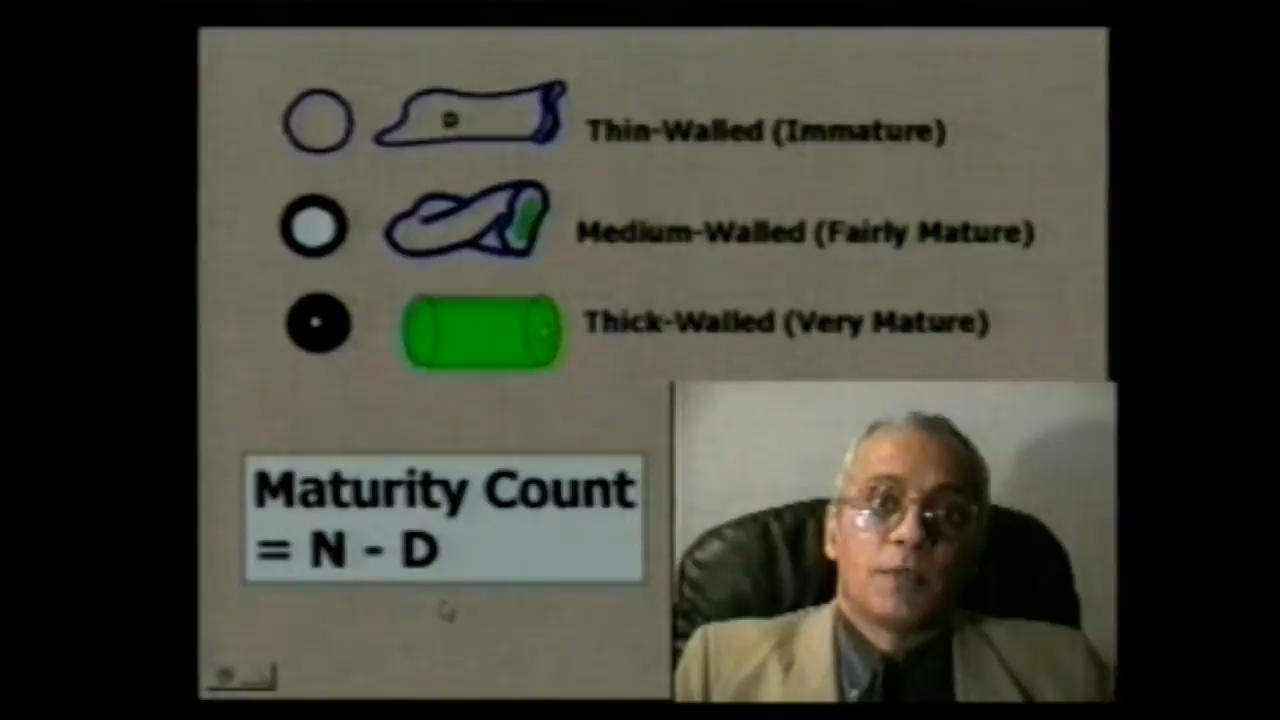 D
Thin-Walled (Immature)
Medium-Walled (Fairly Mature)
Thick-Walled (Very Mature)
Maturity Count
= N - D